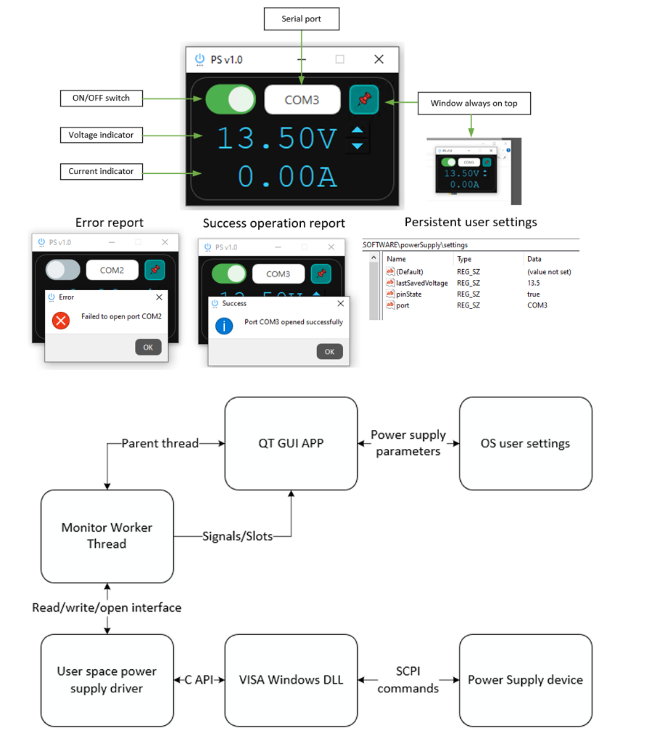 Serial port
PS v1.0
ON/OFF switch
COM3
Window always on top
Voltage indicator
13.50V
Current indicator
0.00A
13.50V
0.00A
Error report
Success operation report
Persistent user settings
PS v1.0
COM2
Error
Failed to open port COM2
OK
PS v1.0
COM3
Success
Port COM3 opened successfully
OK
SOFTWARE\powerSupply\settings
Name Type Data
(Default) REG_SZ (value not set)
lastSavedVoltage REG_SZ 13.5
pinState REG_SZ true
port REG_SZ COM3
Parent thread
QT GUI APP
Power supply
parameters
OS user settings
Monitor Worker
Thread
Signals/Slots
Read/write/open interface
User space power
supply driver
C API
VISA Windows DLL
SCPI
commands
Power Supply device